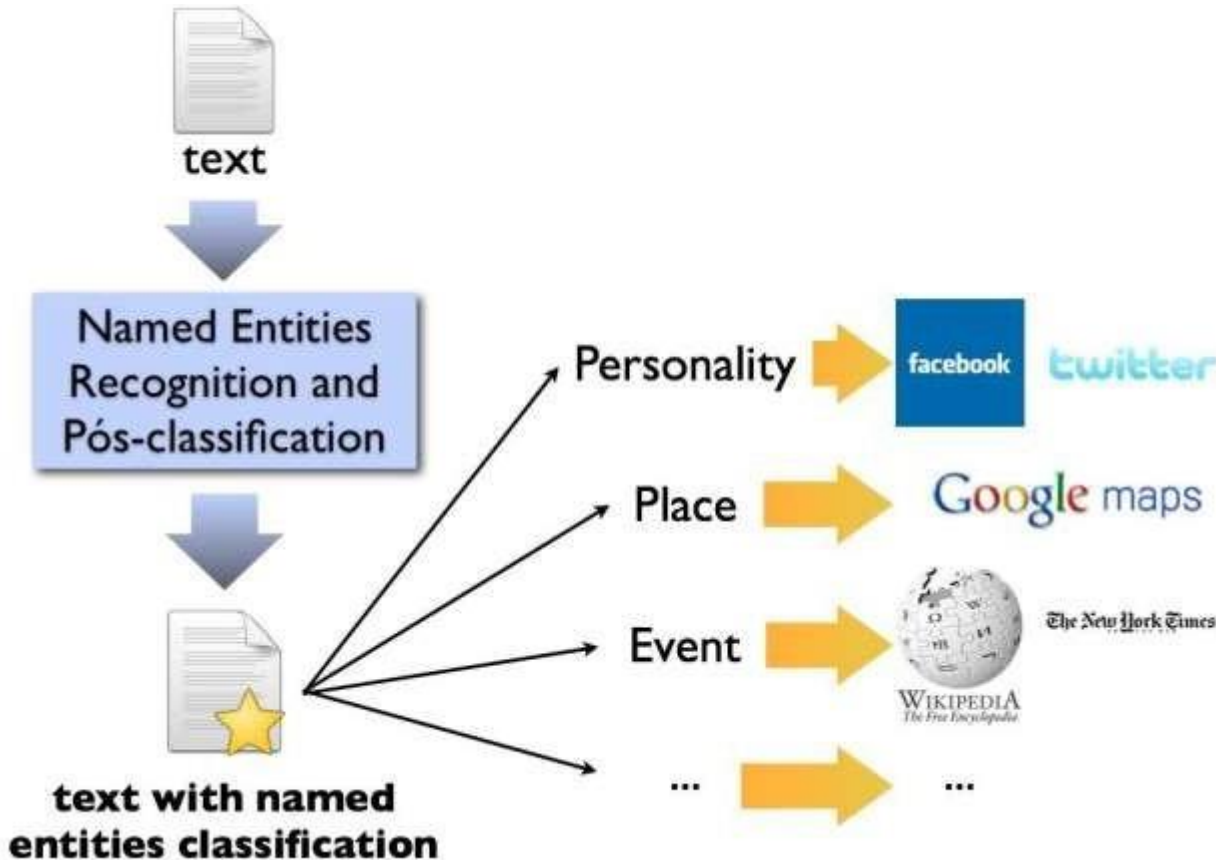 text
Named Entities
Recognition and
Pós-classification
text with named
entities classification
Personality
facebook
twitter
Place
Google maps
Event
WIKIPEDIA
The Free Encyclopedia
The New York Times
...
...